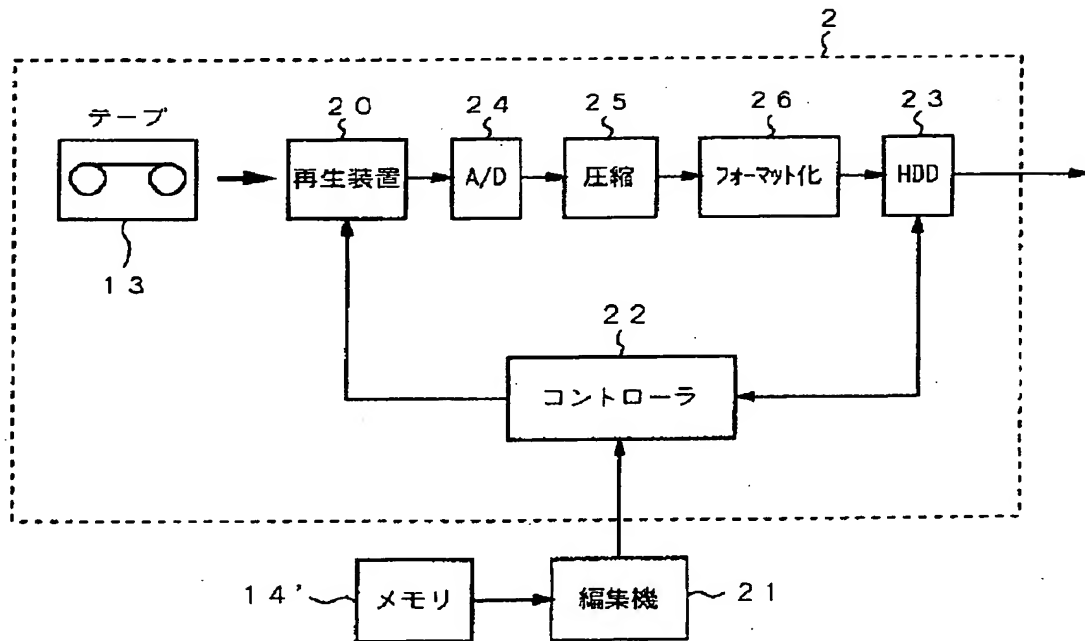 2
テープ
20
24
25
26
23
再生装置
A/D
圧縮
フォーマット化
HDD
13
22
コントローラ
14'
メモリ
編集機
21